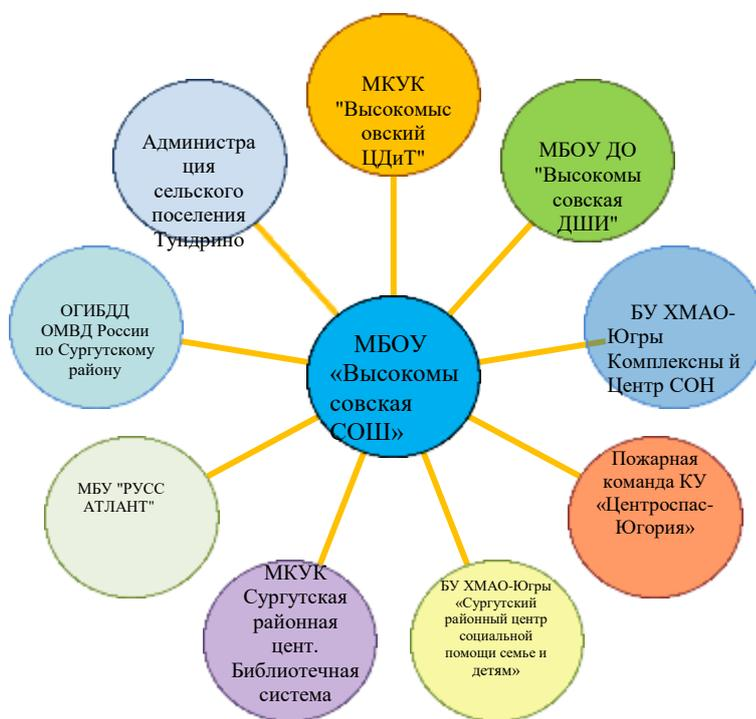 МКУК
"Высокомыс
овский
ЦДиТ"
МБОУ ДО
"Высокомы
совская
ДШИ"
БУ ХМАО-
Югры
Комплексны й
Центр СОН
Пожарная
команда КУ
«Центроспас-
Югория»
БУ ХМАО-Югры
«Сургутский
районный центр
социальной
помощи семье и
детям»
МКУК
Сургутская
районная
цент.
Библиотечная
система
МБУ "РУСС
АТЛАНТ"
ОГИБДД
ОМВД России
по Сургутскому
району
Администра
ция
сельского
поселения
Тундрино
МБОУ
«Высокомы
совская
СОШ»